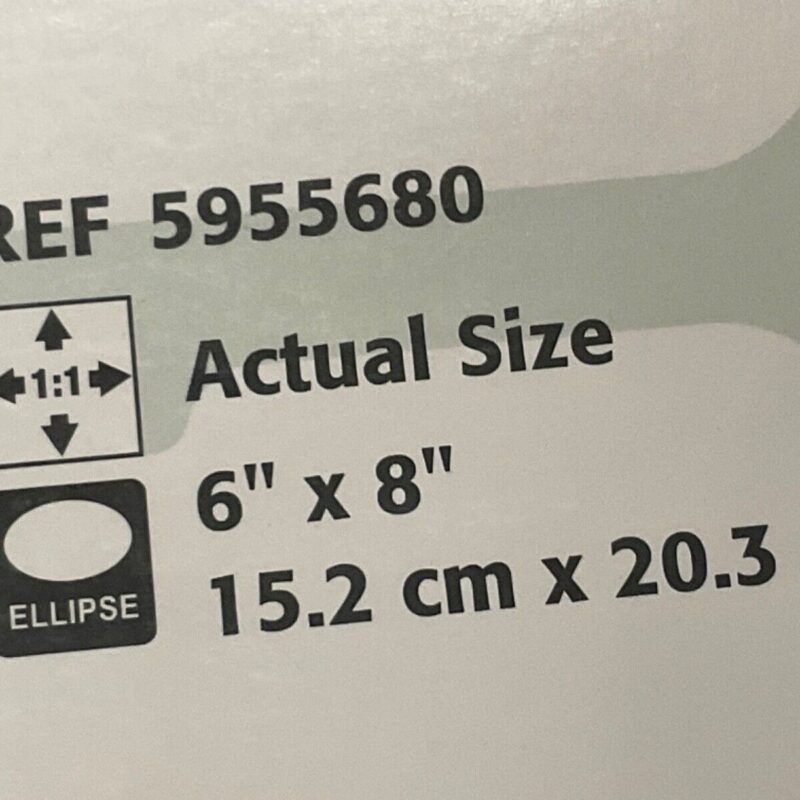 REF 5955680
1:1
Actual Size
6" x 8"
15.2 cm x 20.3
ELLIPSE